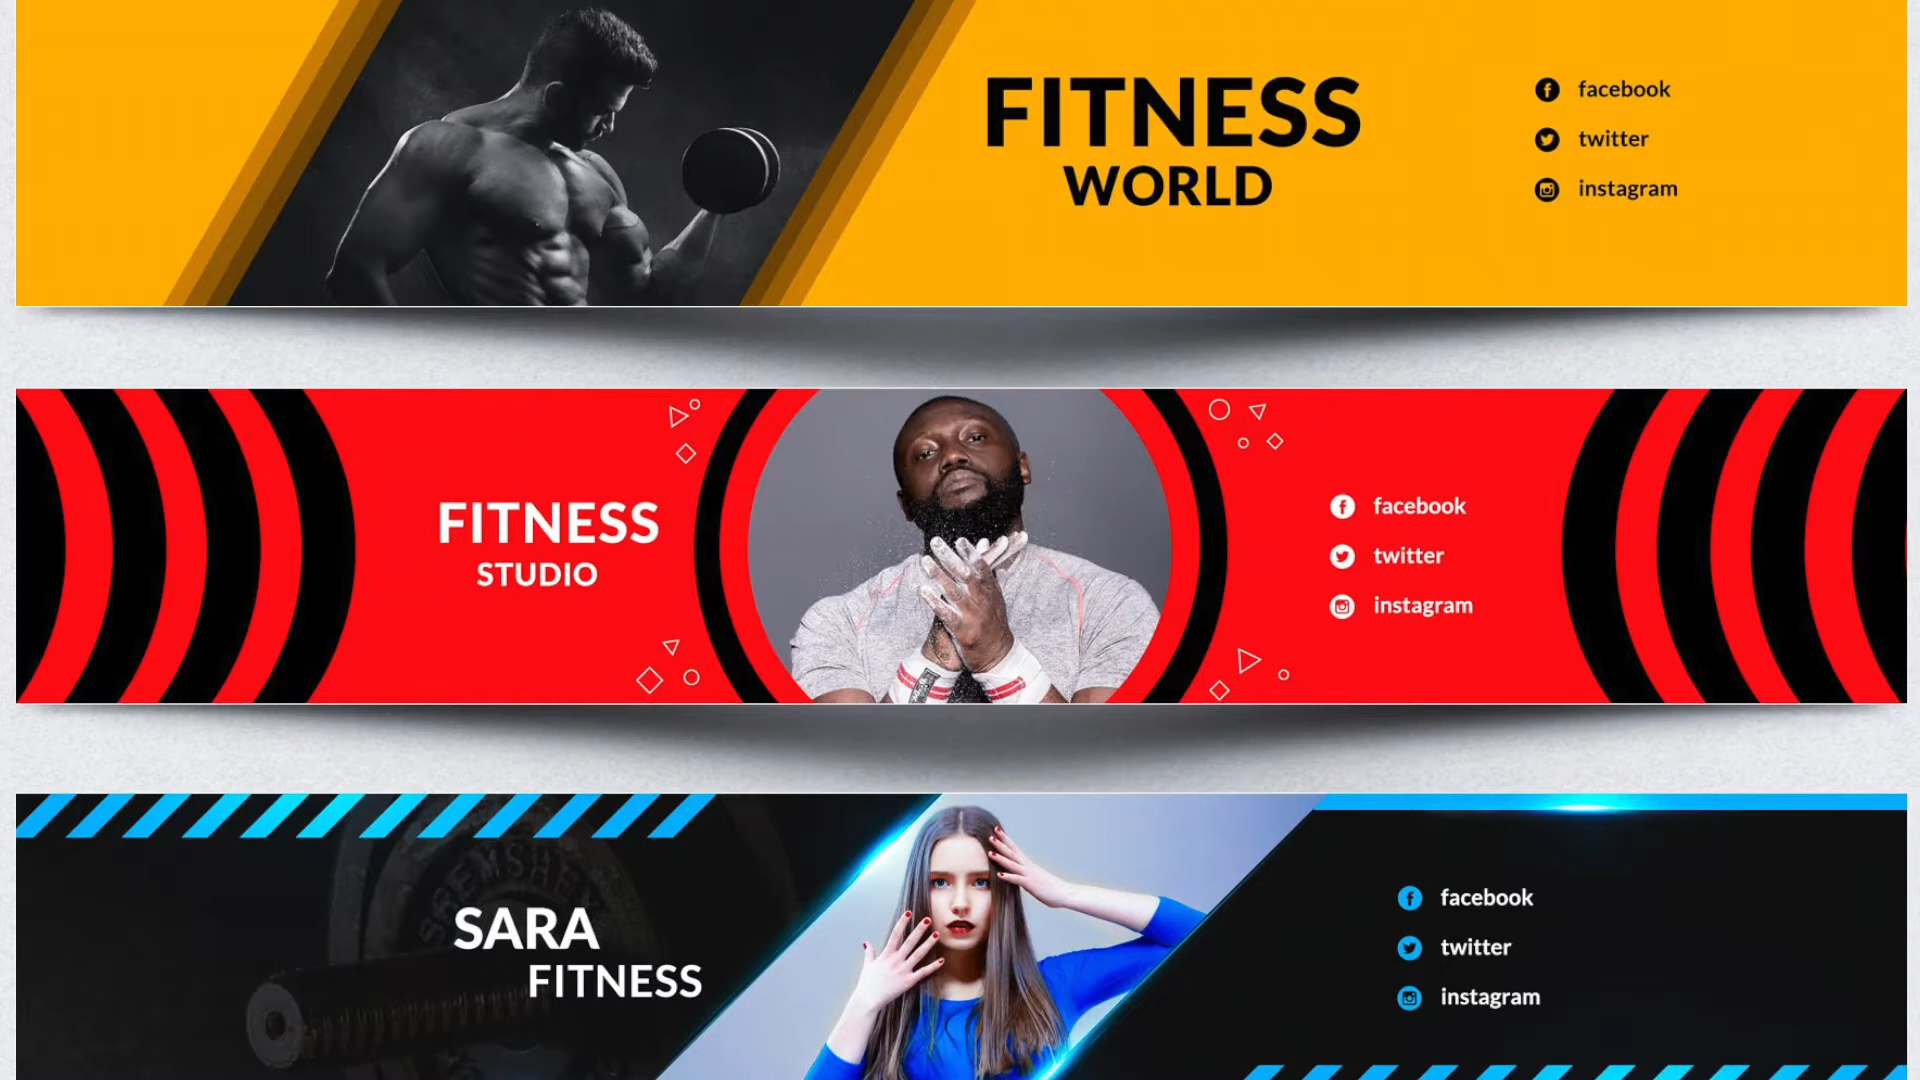 FITNESS
WORLD
facebook
twitter
instagram
FITNESS
STUDIO
facebook
twitter
instagram
SARA
FITNESS
facebook
twitter
instagram